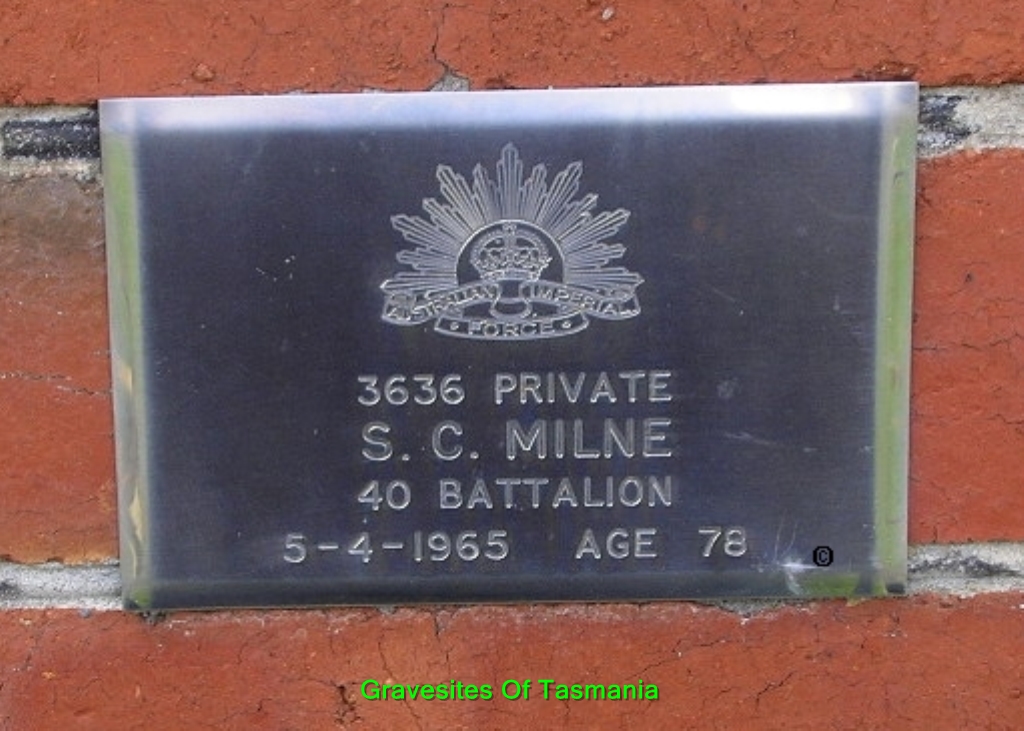 AUSTRALIAN IMPERIAL
FORCE
3636 PRIVATE
S. C. MILNE
40 BATTALION
5-4-1965 AGE 78
©
Gravesites Of Tasmania